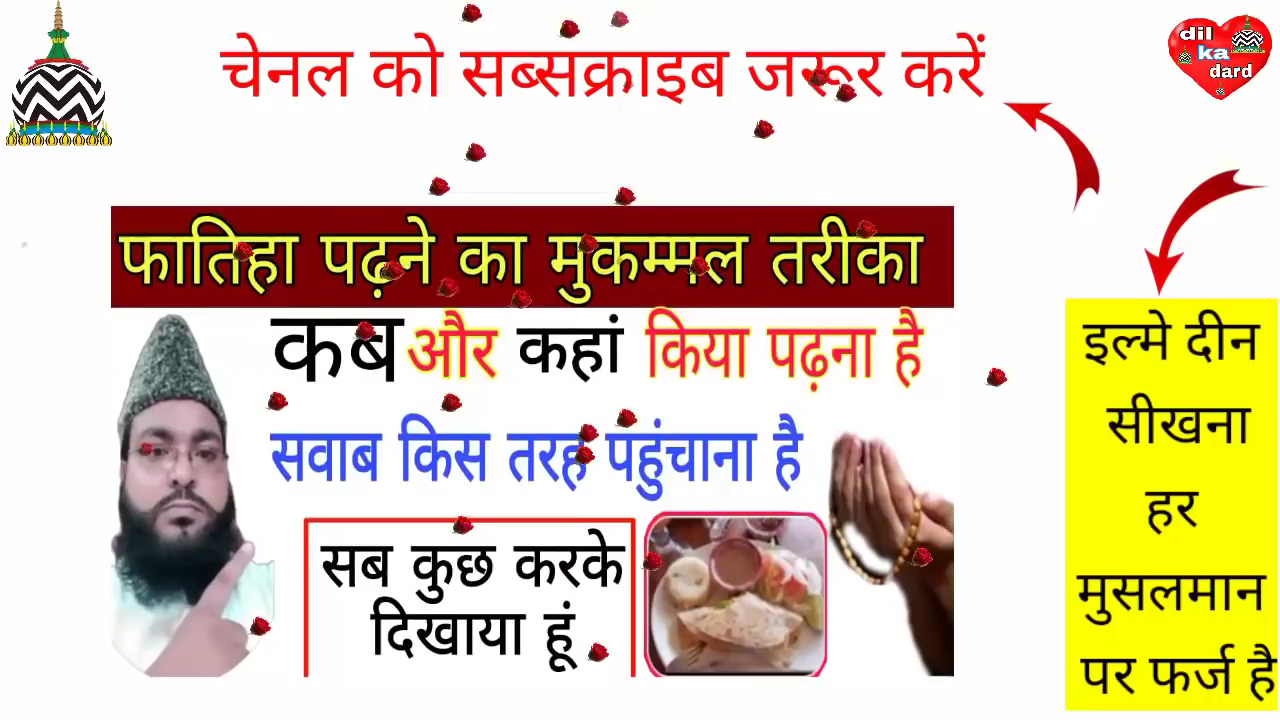 चेनल को सब्सक्राइब जरूर करें
dil
ka
dard
फातिहा पढ़ने का मुकम्मल तरीका
कब और कहां किया पढ़ना है
सवाब किस तरह पहुंचाना है
सब कुछ करके
दिखाया हूं
इल्मे दीन
सीखना
हर
मुसलमान
पर फर्ज है